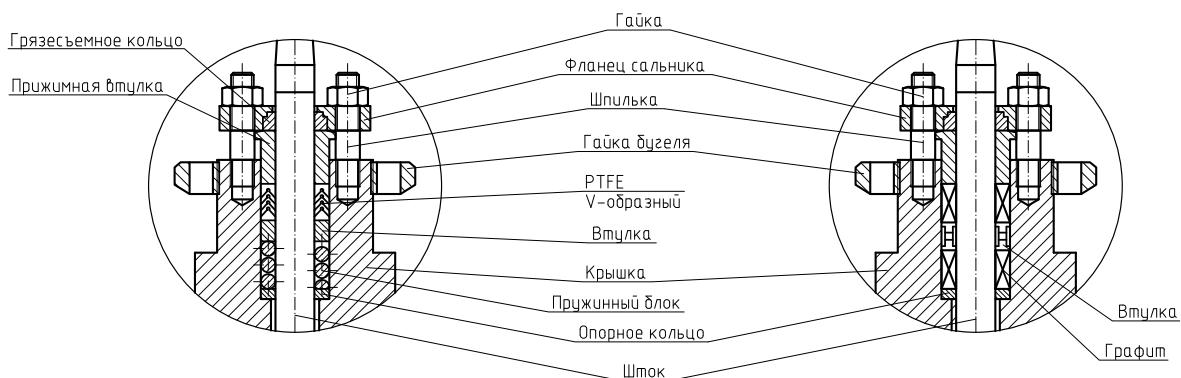 Гайка
Грязесъемное кольцо
Фланец сальника
Прижимная втулка
Шпилька
Гайка бугеля
PTFE
V-образный
Втулка
Крышка
Пружинный блок
Втулка
Опорное кольцо
Графит
Шток